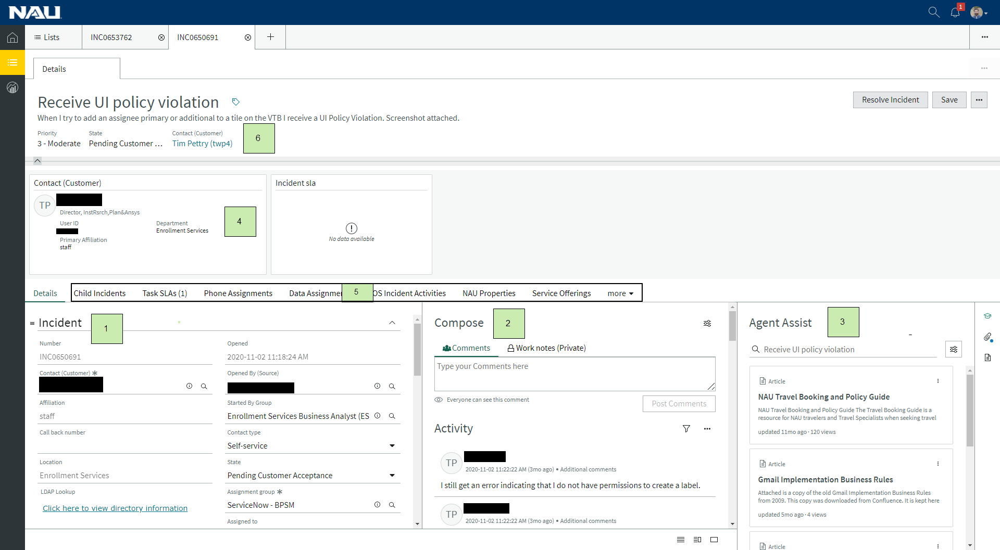 NAU
1
Lists
INC0653762
INC0650691
Details
Receive UI policy violation
Resolve Incident
Save
When I try to add an assignee primary or additional to a tile on the VTB I receive a UI Policy Violation. Screenshot attached.
Priority
State
Contact (Customer)
3 - Moderate
Pending Customer ...
Tim Pettry (twp4)
6
Contact (Customer)
TP
Director, InstRsrch,Plan&Ansys
User ID
Department
Enrollment Services
Primary Affiliation
staff
4
Incident sla
No data available
Details
Child Incidents
Task SLAs (1)
Phone Assignments
Data Assignmen
5
OS Incident Activities
NAU Properties
Service Offerings
more
Incident
1
Number
INC0650691
Opened
2020-11-02 11:18:24 AM
Contact (Customer)
Opened By (Source)
Affiliation
staff
Started By Group
Enrollment Services Business Analyst (ES
Call back number
Contact type
Self-service
Location
Enrollment Services
State
Pending Customer Acceptance
LDAP Lookup
Click here to view directory information
Assignment group
ServiceNow - BPSM
Assigned to
Compose
2
Comments
Work notes (Private)
Type your Comments here
Everyone can see this comment
Post Comments
Activity
TP
2020-11-02 11:22:22 AM (3mo ago) • Additional comments
I still get an error indicating that I do not have permissions to create a label.
TP
2020-11-02 11:22:22 AM (3mo ago) • Additional comments
Agent Assist
3
Receive UI policy violation
Article
NAU Travel Booking and Policy Guide
NAU Travel Booking and Policy Guide The Travel Booking Guide is a
resource for NAU travelers and Travel Specialists when seeking travel
updated 11mo ago · 120 views
Article
Gmail Implementation Business Rules
Attached is a copy of the old Gmail Implementation Business Rules
from 2009. This copy was downloaded from Confluence. It is kept here
updated 5mo ago · 4 views
Article